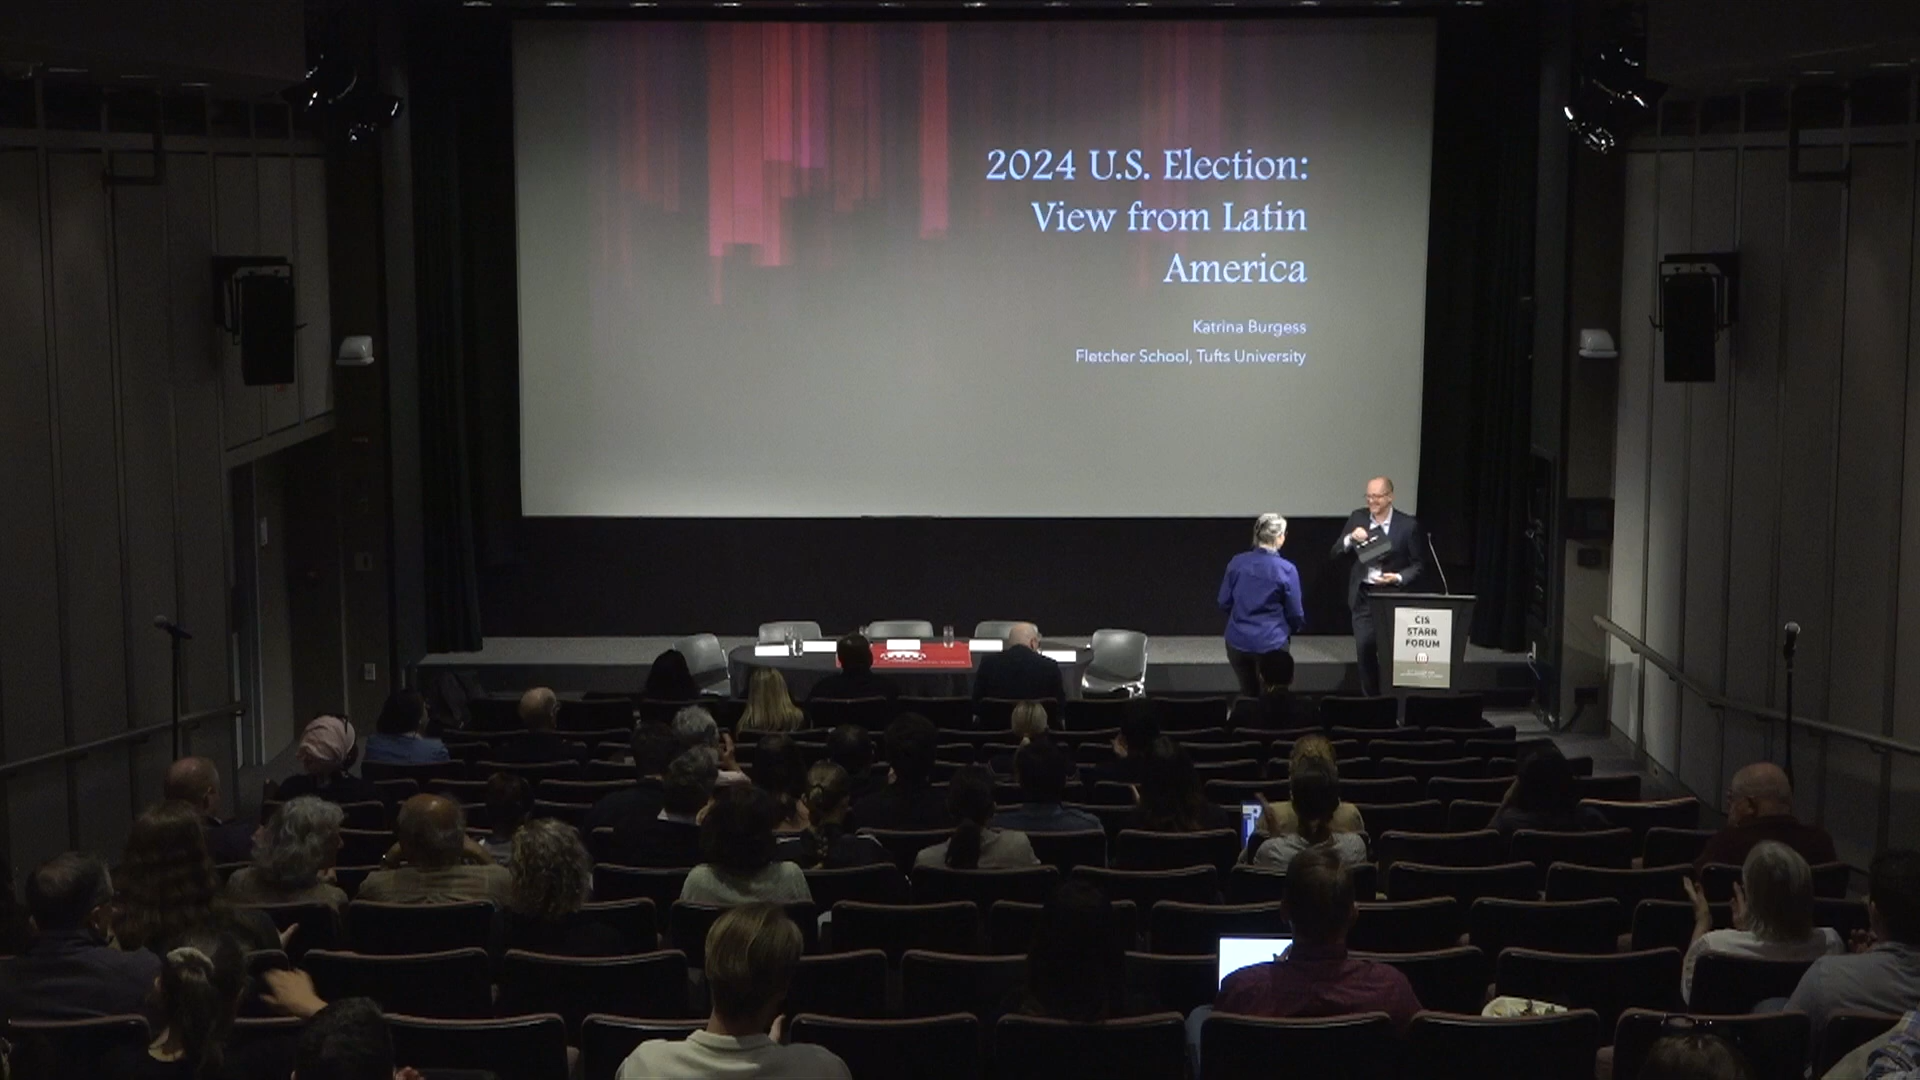 2024 U.S. Election:
View from Latin
America
Katrina Burgess
Fletcher School, Tufts University
CIS
STARR
FORUM